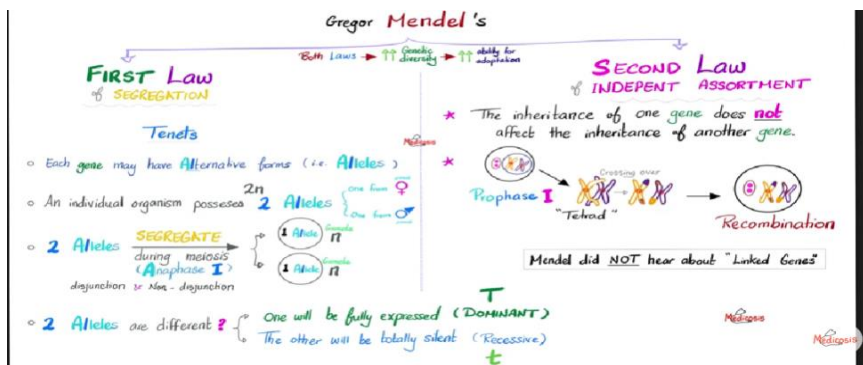 Gregor Mendel's
Both Laws → ↑↑ Genetic diversity → ↑↑ ability for adaptation
FIRST Law
of SEGREGATION
Tenets
Each gene may have Alternative forms (i.e. Alleles)
An individual organism posseses 2n 2 Alleles
One from ♀
One from ♂
2 Alleles SEGREGATE
during meiosis
(Anaphase I)
disjunction Vs Non-disjunction
1 Allele Gamete n
1 Allele Gamete n
2 Alleles are different?
T
One will be fully expressed (DOMINANT)
The other will be totally silent (Recessive)
t
SECOND Law
of INDEPENT ASSORTMENT
* The inheritance of one gene does not
affect the inheritance of another gene.
Medicosis
*
Prophase I
Crossing over
"Tetrad"
Recombination
Mendel did NOT hear about "Linked Genes"
Medicosis
Medicosis